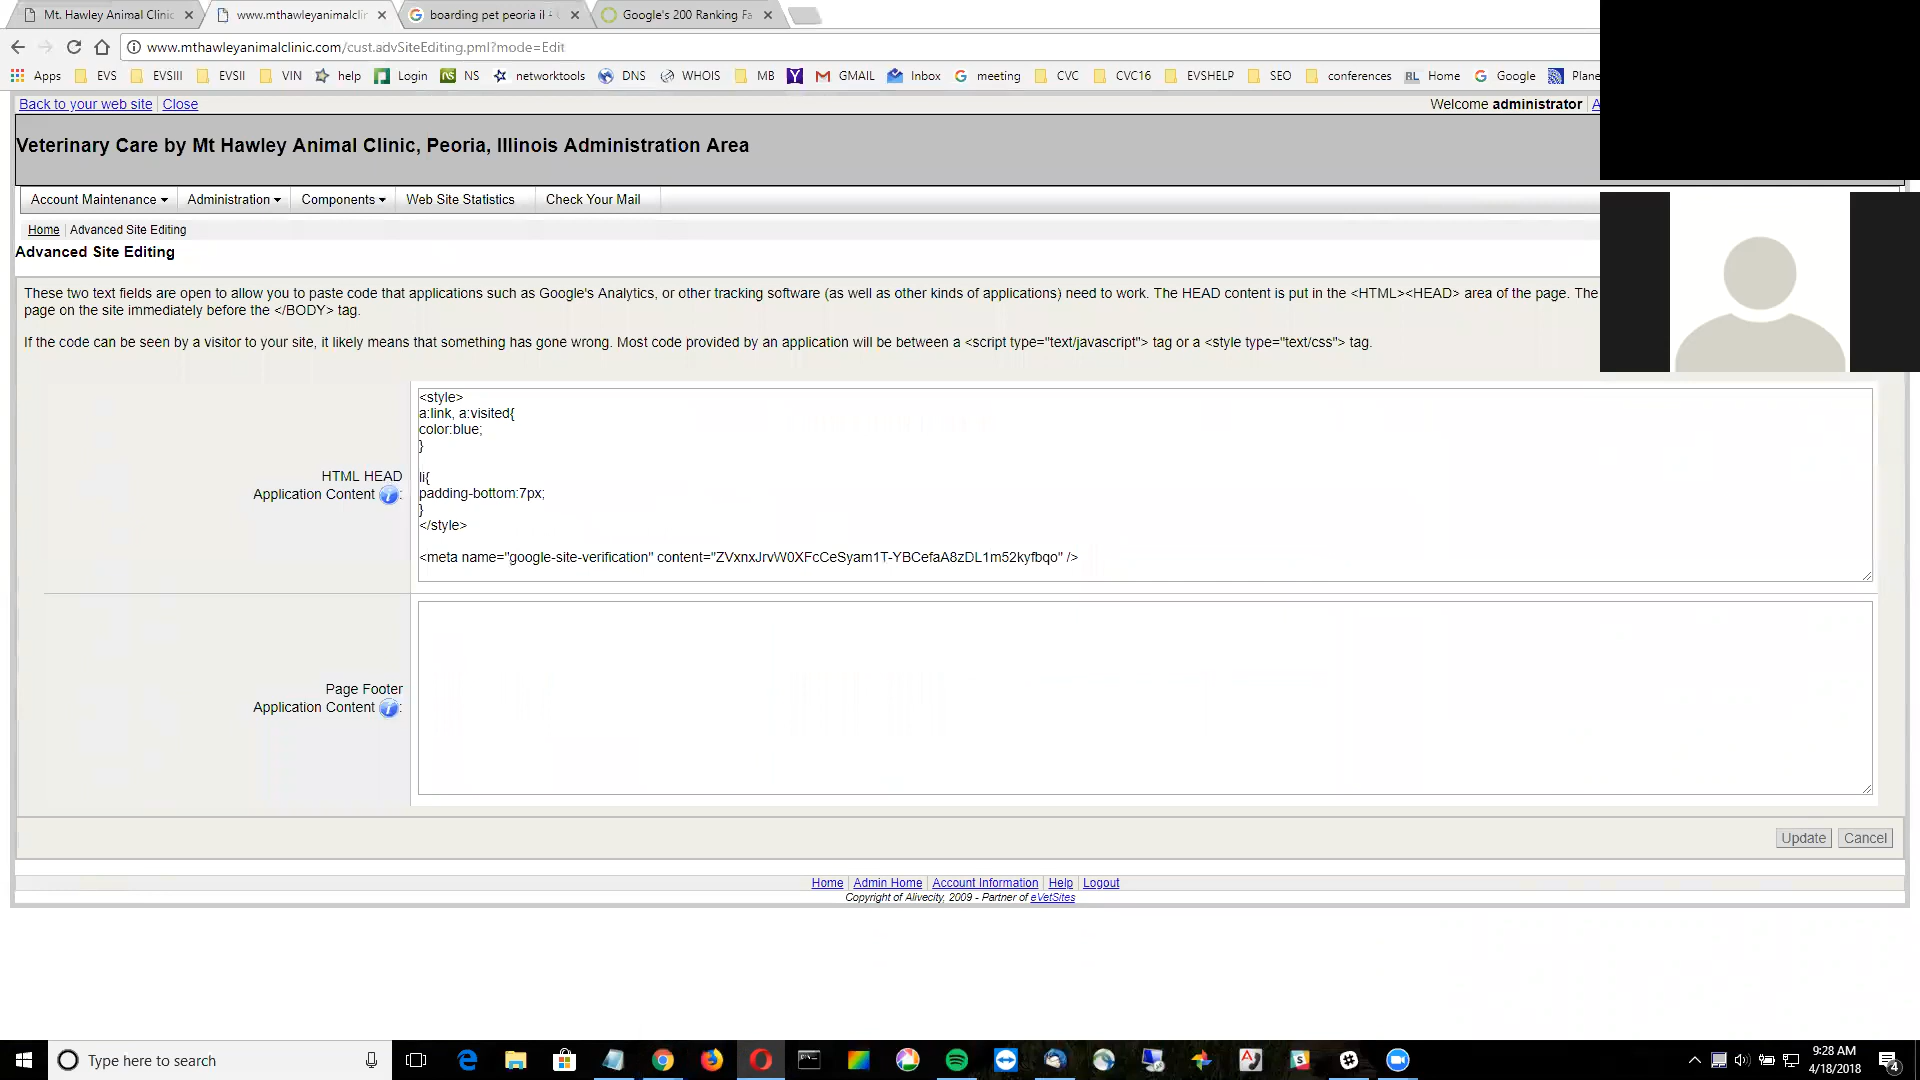 Mt. Hawley Animal Clinic
www.mthawleyanimalclin
boarding pet peoria il -
Google's 200 Ranking Fa
www.mthawleyanimalclinic.com/cust.advSiteEditing.pml?mode=Edit
Apps EVS EVSIII EVSII VIN help Login NS networktools DNS WHOIS MB GMAIL Inbox meeting CVC CVC16 EVSHELP SEO conferences Home Google Plane
Back to your web site Close
Welcome administrator A
Veterinary Care by Mt Hawley Animal Clinic, Peoria, Illinois Administration Area
Account Maintenance Administration Components Web Site Statistics Check Your Mail
Home Advanced Site Editing
Advanced Site Editing
These two text fields are open to allow you to paste code that applications such as Google's Analytics, or other tracking software (as well as other kinds of applications) need to work. The HEAD content is put in the <HTML><HEAD> area of the page. The
page on the site immediately before the </BODY> tag.
If the code can be seen by a visitor to your site, it likely means that something has gone wrong. Most code provided by an application will be between a <script type="text/javascript"> tag or a <style type="text/css"> tag.
HTML HEAD
Application Content :
<style>
a:link, a:visited{
color:blue;
}
li{
padding-bottom:7px;
}
</style>
<meta name="google-site-verification" content="ZVxnxJrvW0XFcCeSyam1T-YBCefaA8zDL1m52kyfbqo" />
Page Footer
Application Content :
Update Cancel
Home Admin Home Account Information Help Logout
Copyright of Alivecity, 2009 - Partner of eVetSites
Type here to search
9:28 AM
4/18/2018
4